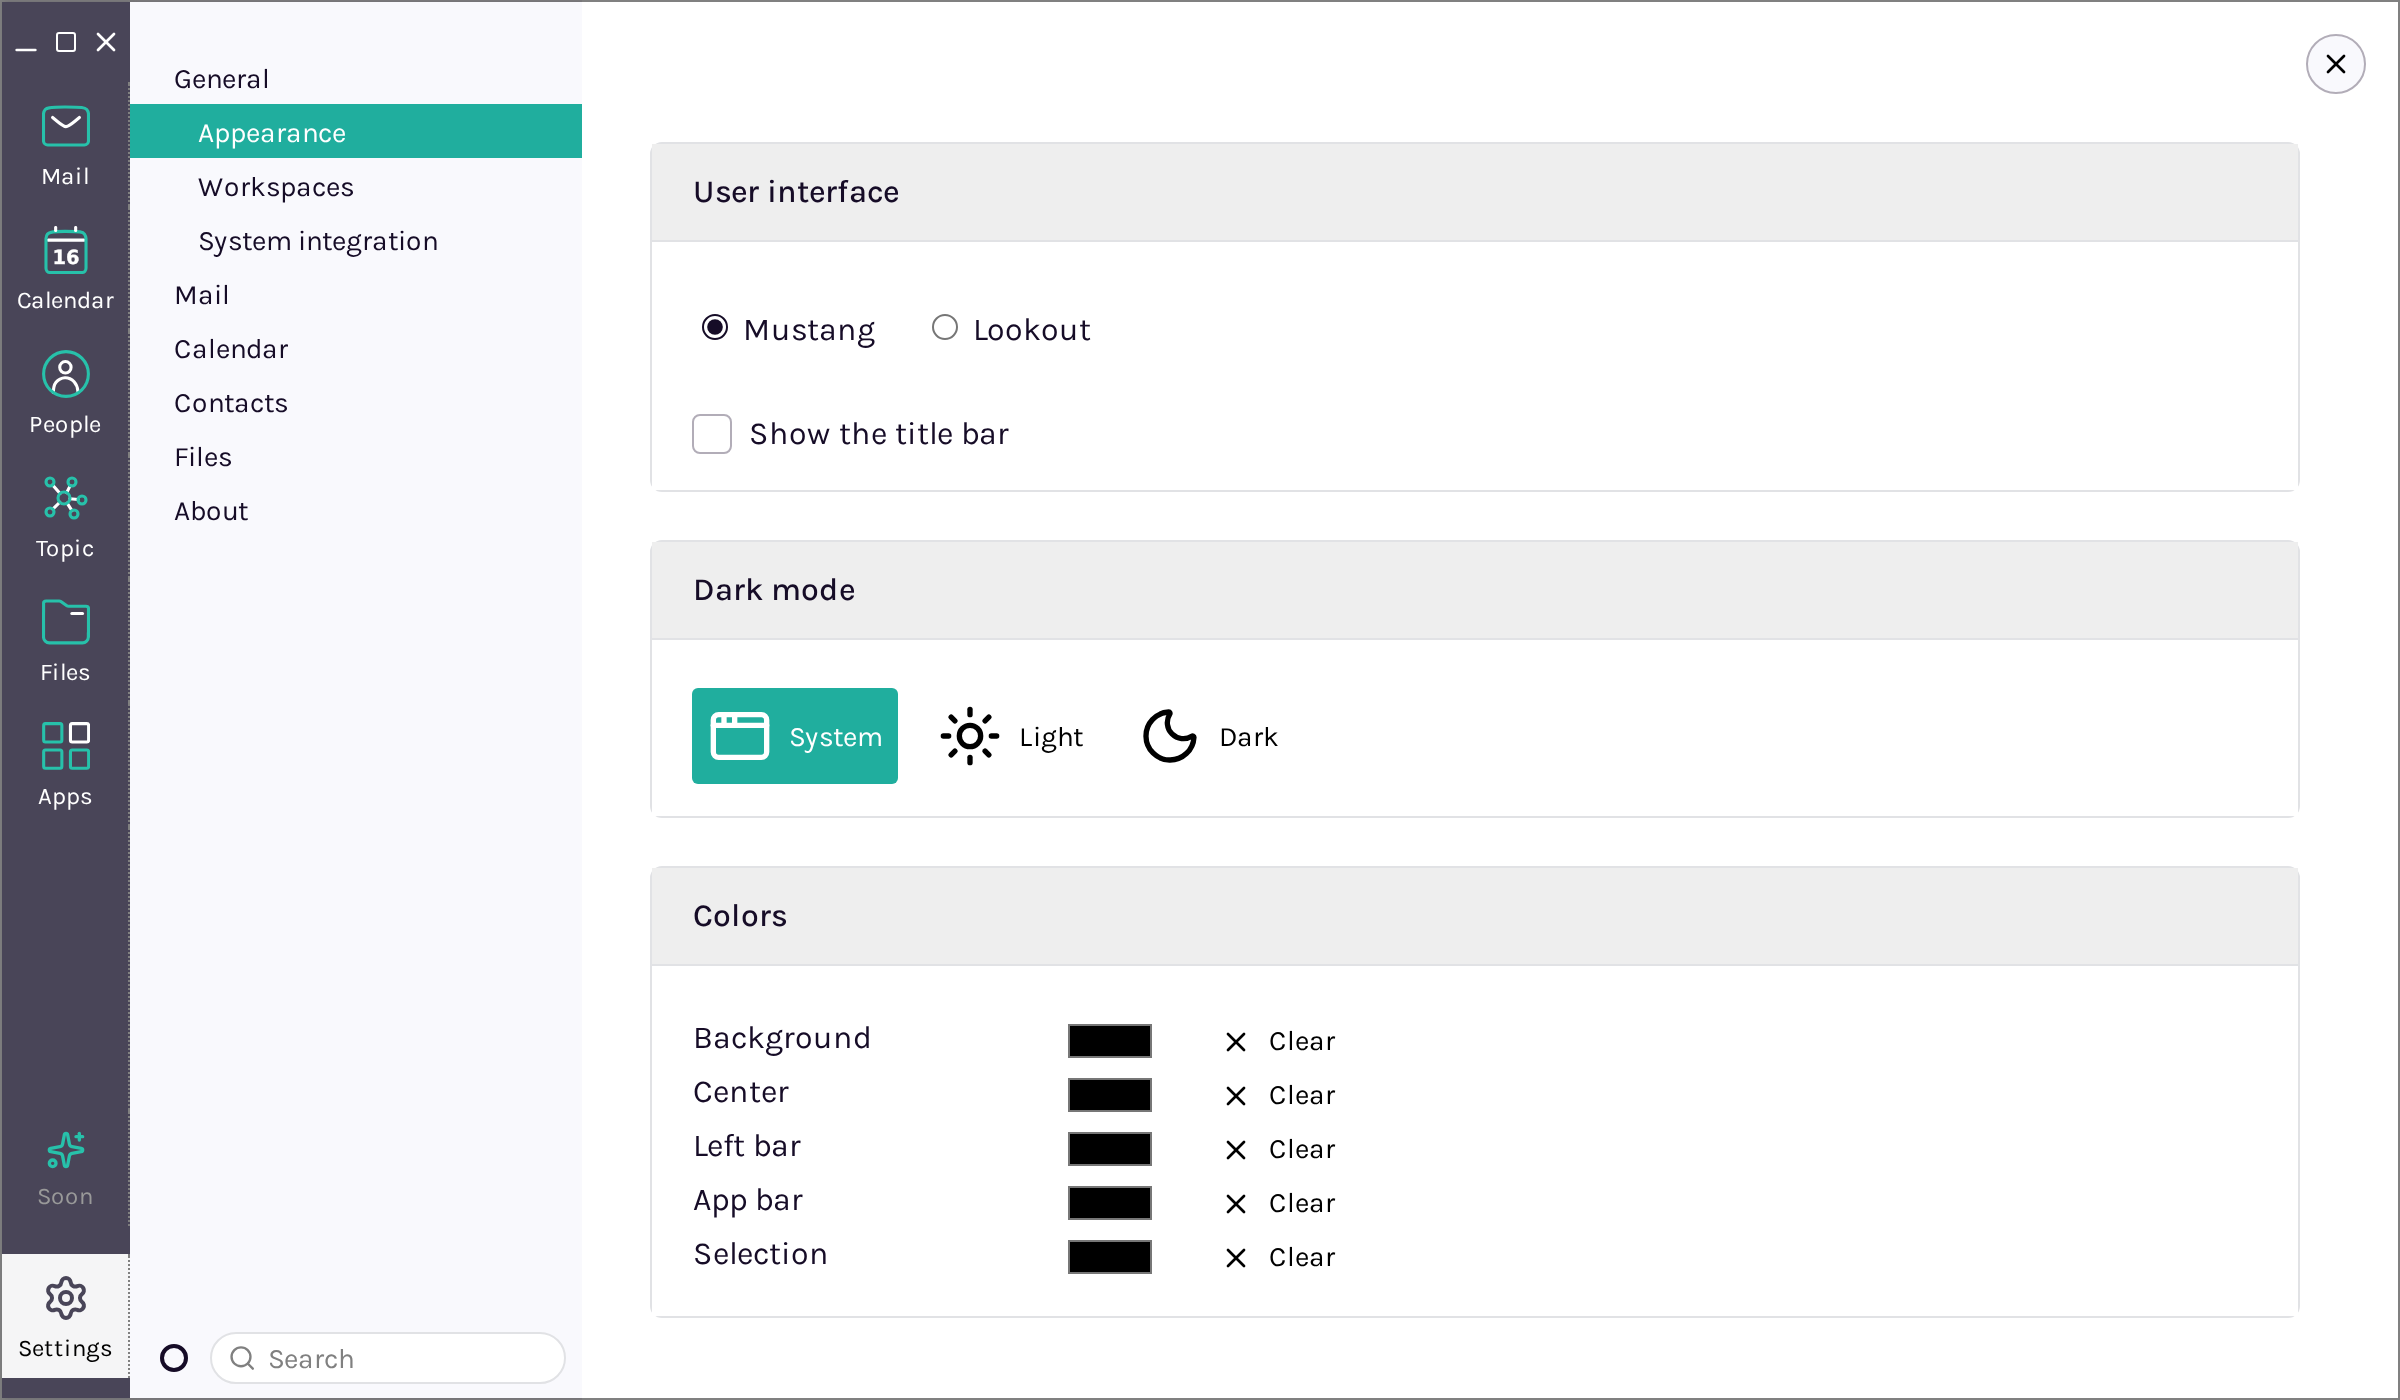 Mail
16
Calendar
People
Topic
Files
Apps
Soon
Settings
General
Appearance
Workspaces
System integration
Mail
Calendar
Contacts
Files
About
Search
User interface
Mustang Lookout
Show the title bar
Dark mode
System Light Dark
Colors
Background Clear
Center Clear
Left bar Clear
App bar Clear
Selection Clear